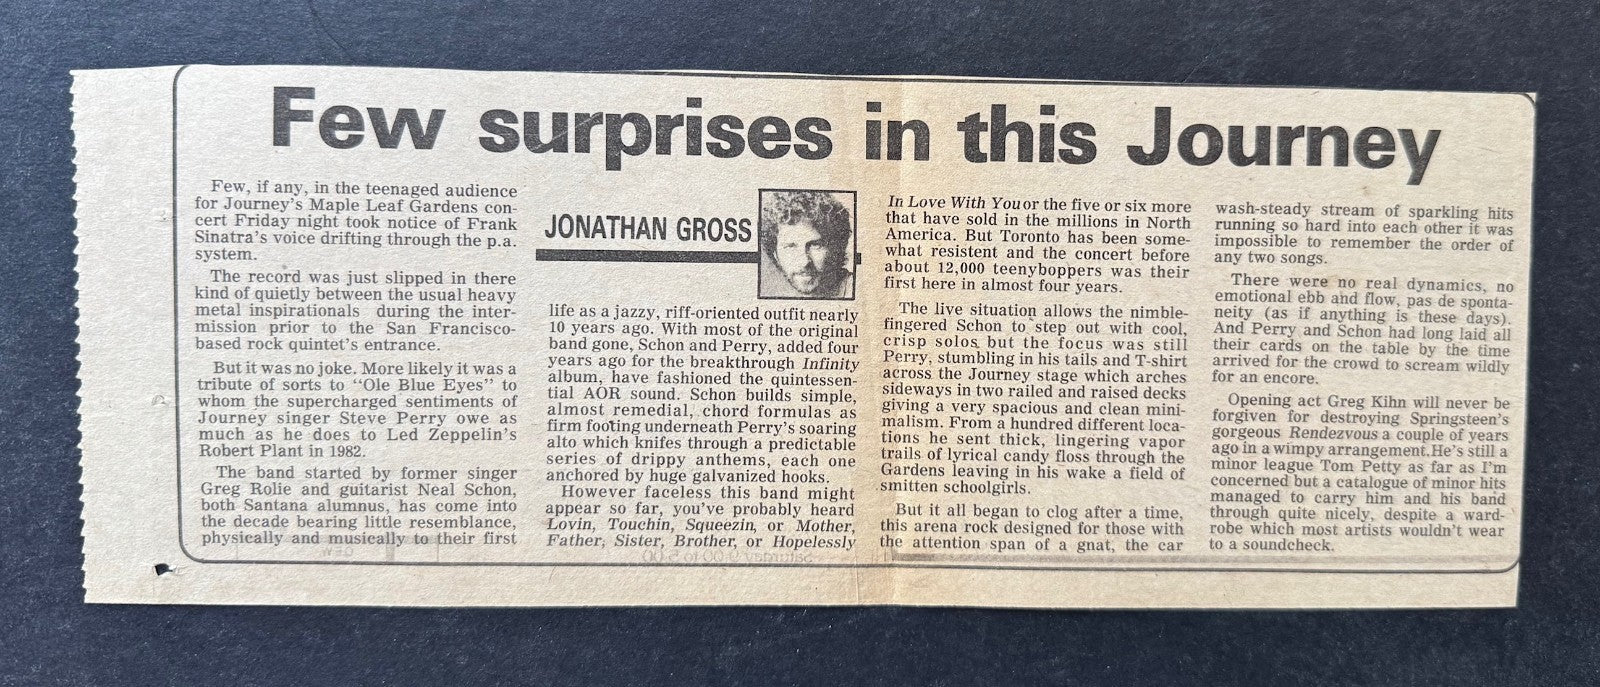 Few surprises in this Journey
Few, if any, in the teenaged audience
for Journey's Maple Leaf Gardens con-
cert Friday night took notice of Frank
Sinatra's voice drifting through the p.a.
system.
The record was just slipped in there
kind of quietly between the usual heavy
metal inspirationals during the inter-
mission prior to the San Francisco-
based rock quintet's entrance.
But it was no joke. More likely it was a
tribute of sorts to "Ole Blue Eyes" to
whom the supercharged sentiments of
Journey singer Steve Perry owe as
much as he does to Led Zeppelin's
Robert Plant in 1982.
The band started by former singer
Greg Rolie and guitarist Neal Schon,
both Santana alumnus, has come into
the decade bearing little resemblance,
physically and musically to their first
JONATHAN GROSS
life as a jazzy, riff-oriented outfit nearly
10 years ago. With most of the original
band gone, Schon and Perry, added four
years ago for the breakthrough Infinity
album, have fashioned the quintessen-
tial AOR sound. Schon builds simple,
almost remedial, chord formulas as
firm footing underneath Perry's soaring
alto which knifes through a predictable
series of drippy anthems, each one
anchored by huge galvanized hooks.
However faceless this band might
appear so far, you've probably heard
Lovin, Touchin, Squeezin, or Mother,
Father, Sister, Brother, or Hopelessly
In Love With You or the five or six more
that have sold in the millions in North
America. But Toronto has been some-
what resistent and the concert before
about 12,000 teenyboppers was their
first here in almost four years.
The live situation allows the nimble-
fingered Schon to step out with cool,
crisp solos but the focus was still
Perry, stumbling in his tails and T-shirt
across the Journey stage which arches
sideways in two railed and raised decks
giving a very spacious and clean mini-
malism. From a hundred different loca-
tions he sent thick, lingering vapor
trails of lyrical candy floss through the
Gardens leaving in his wake a field of
smitten schoolgirls.
But it all began to clog after a time,
this arena rock designed for those with
the attention span of a gnat, the car
wash-steady stream of sparkling hits
running so hard into each other it was
impossible to remember the order of
any two songs.
There were no real dynamics, no
emotional ebb and flow, pas de sponta-
neity (as if anything is these days).
And Perry and Schon had long laid all
their cards on the table by the time
arrived for the crowd to scream wildly
for an encore.
Opening act Greg Kihn will never be
forgiven for destroying Springsteen's
gorgeous Rendezvous a couple of years
ago in a wimpy arrangement. He's still a
minor league Tom Petty as far as I'm
concerned but a catalogue of minor hits
managed to carry him and his band
through quite nicely, despite a ward-
robe which most artists wouldn't wear
to a soundcheck.